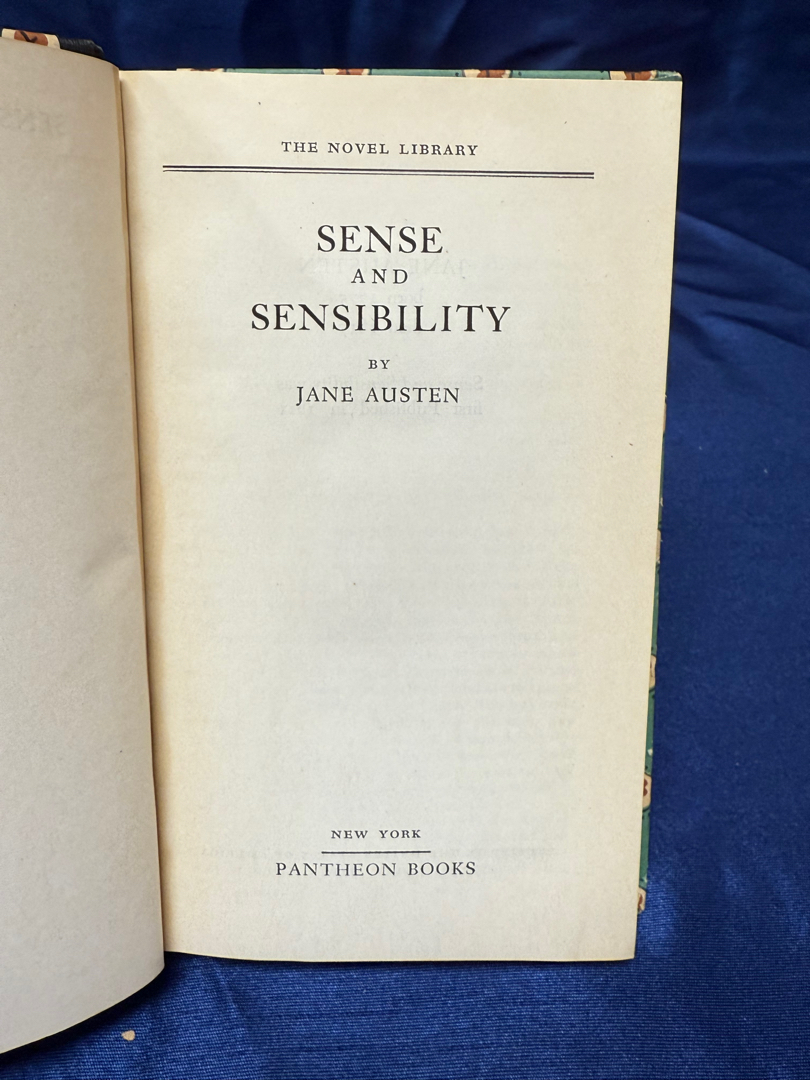 THE NOVEL LIBRARY
SENSE
AND
SENSIBILITY
BY
JANE AUSTEN
NEW YORK
PANTHEON BOOKS